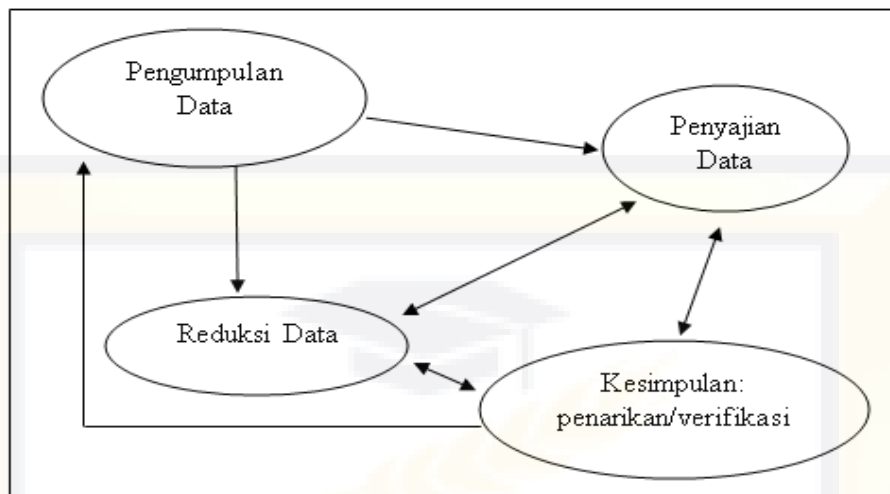 Pengumpulan
Data
Penyajian
Data
Reduksi Data
Kesimpulan:
penarikan/verifikasi